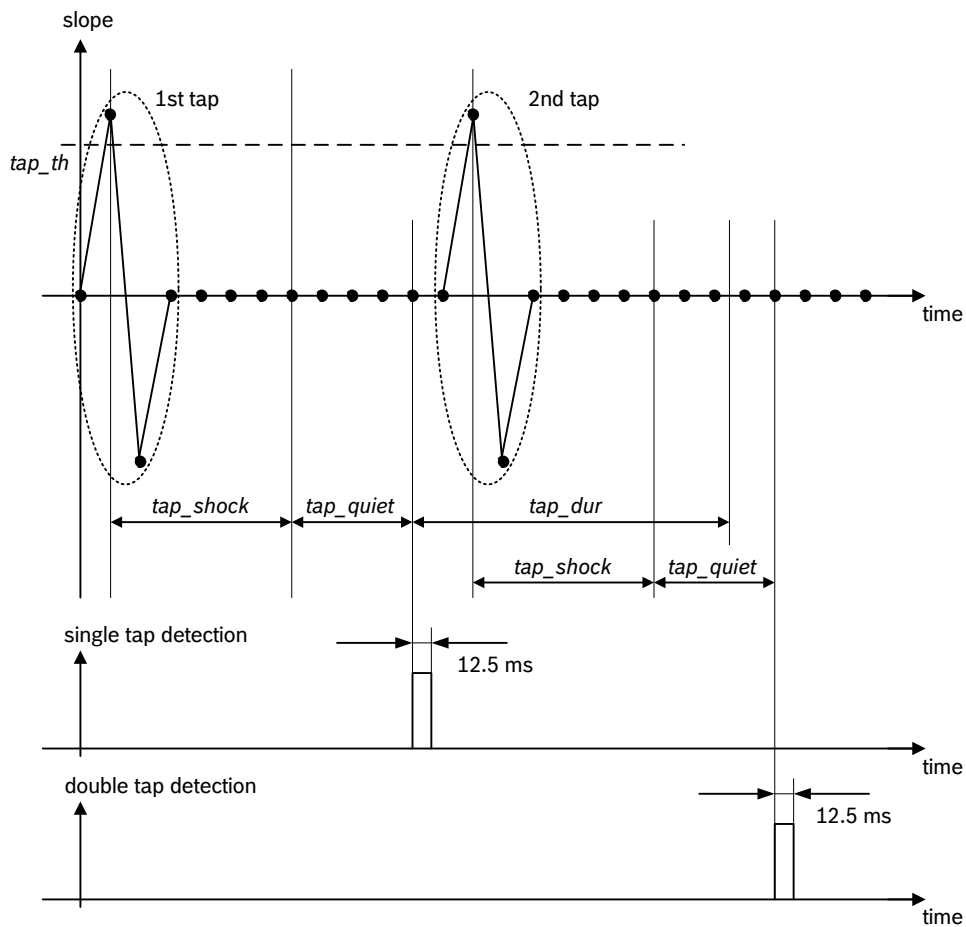 slope
1st tap
2nd tap
tap_th
time
tap_shock
tap_quiet
tap_dur
tap_shock
tap_quiet
single tap detection
12.5 ms
time
double tap detection
12.5 ms
time